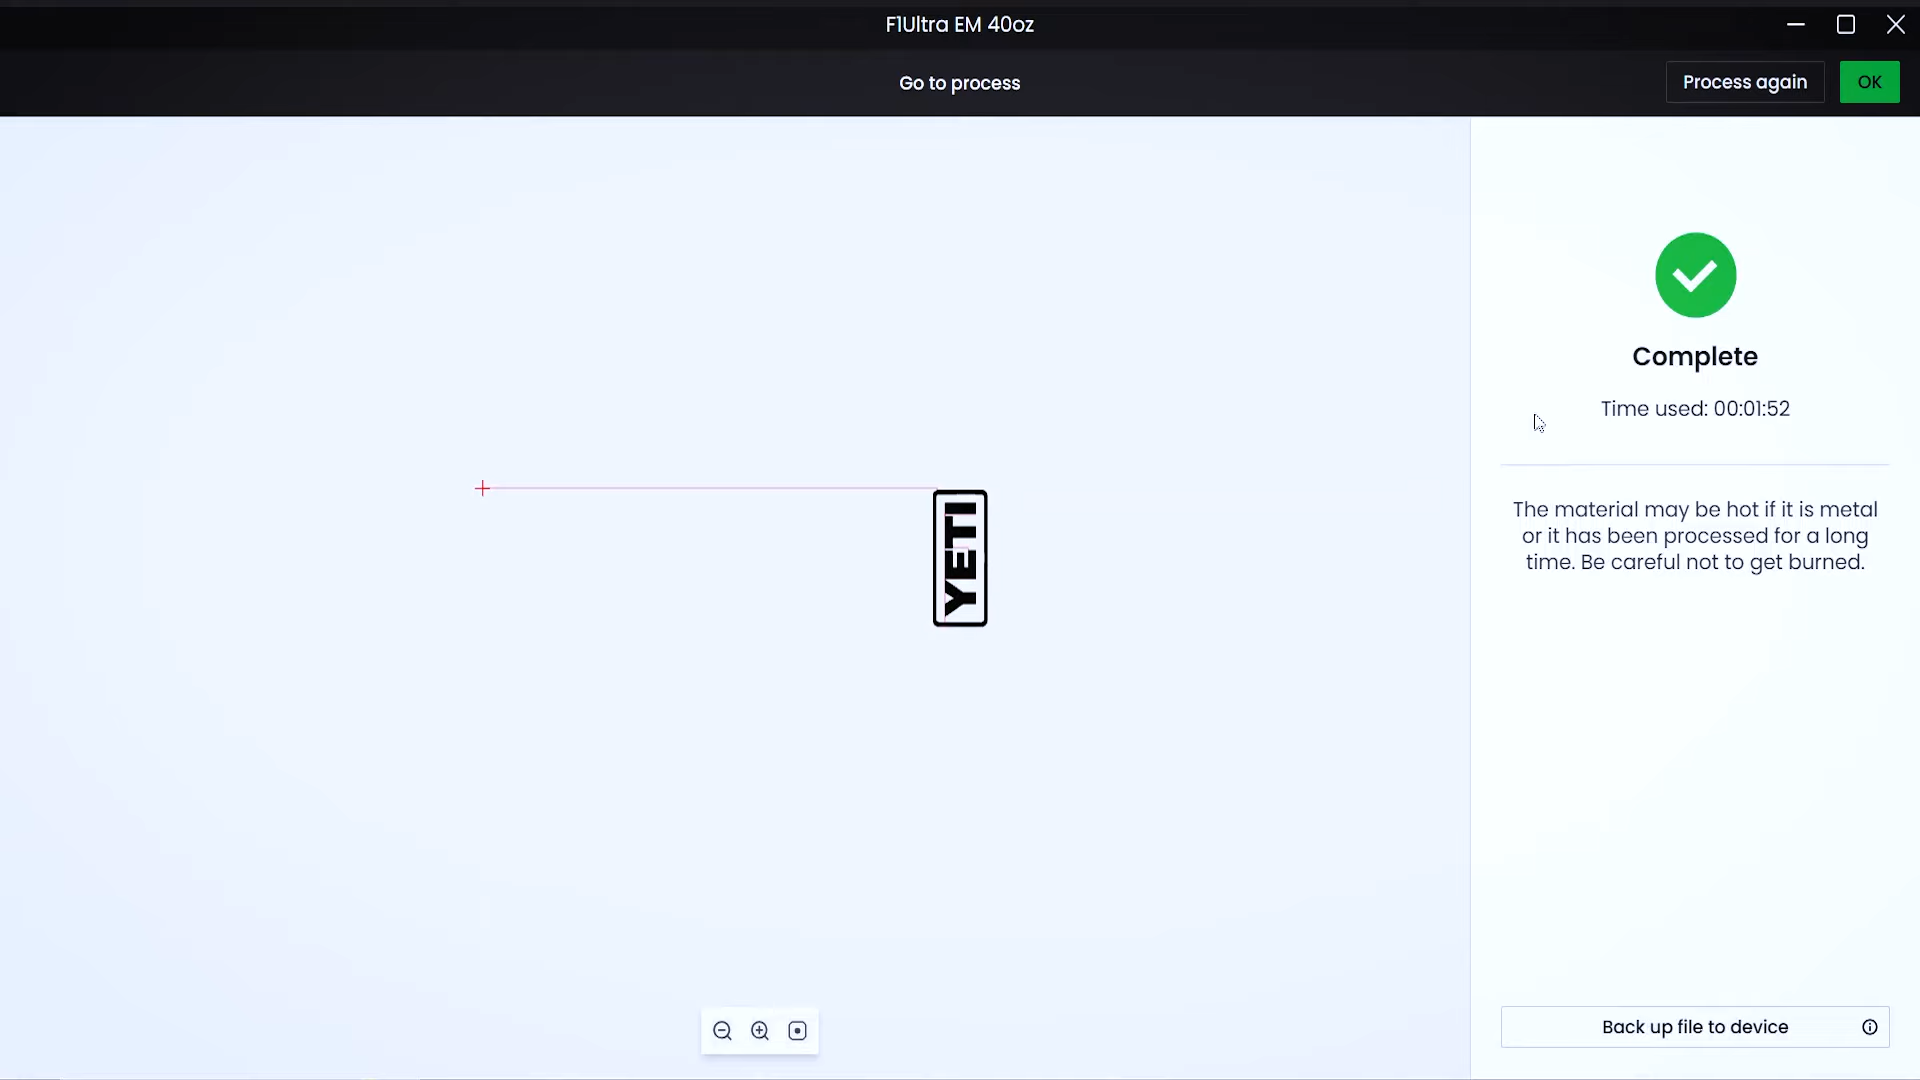 F1Ultra EM 40oz
Go to process
Process again
OK
Complete
Time used: 00:01:52
YETI
The material may be hot if it is metal
or it has been processed for a long
time. Be careful not to get burned.
Back up file to device